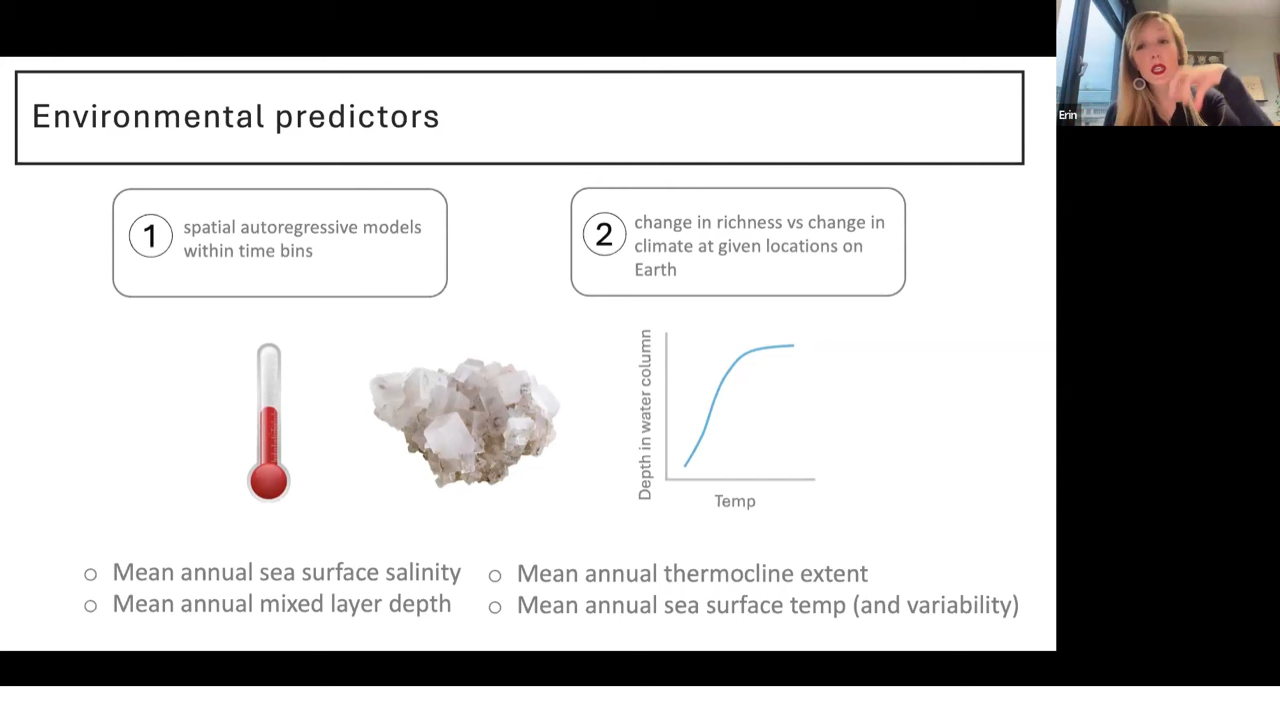 Environmental predictors
Erin
1
spatial autoregressive models
within time bins
2
change in richness vs change in
climate at given locations on
Earth
Depth in water column
Temp
○ Mean annual sea surface salinity
○ Mean annual mixed layer depth
○ Mean annual thermocline extent
○ Mean annual sea surface temp (and variability)